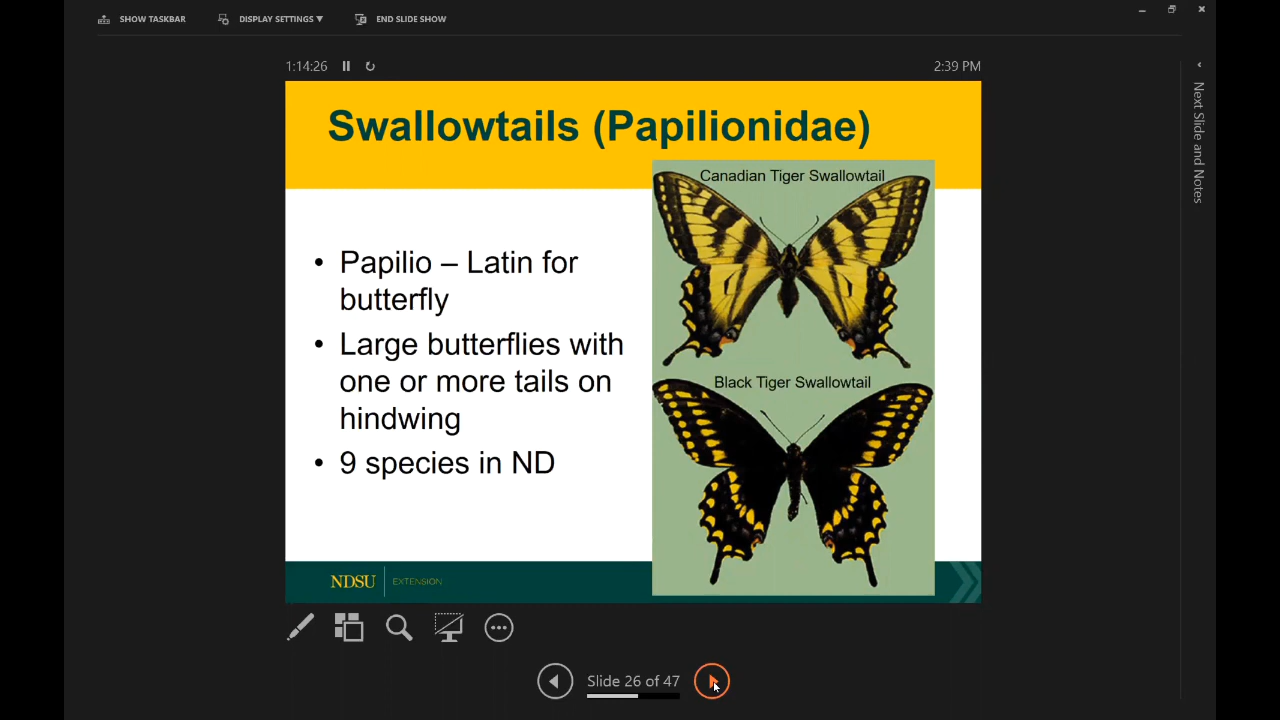 SHOW TASKBAR
DISPLAY SETTINGS ▼
END SLIDE SHOW
1:14:26
2:39 PM
Swallowtails (Papilionidae)
Canadian Tiger Swallowtail
• Papilio – Latin for
butterfly
• Large butterflies with
one or more tails on
hindwing
• 9 species in ND
Black Tiger Swallowtail
NDSU
EXTENSION
Slide 26 of 47
Next Slide and Notes